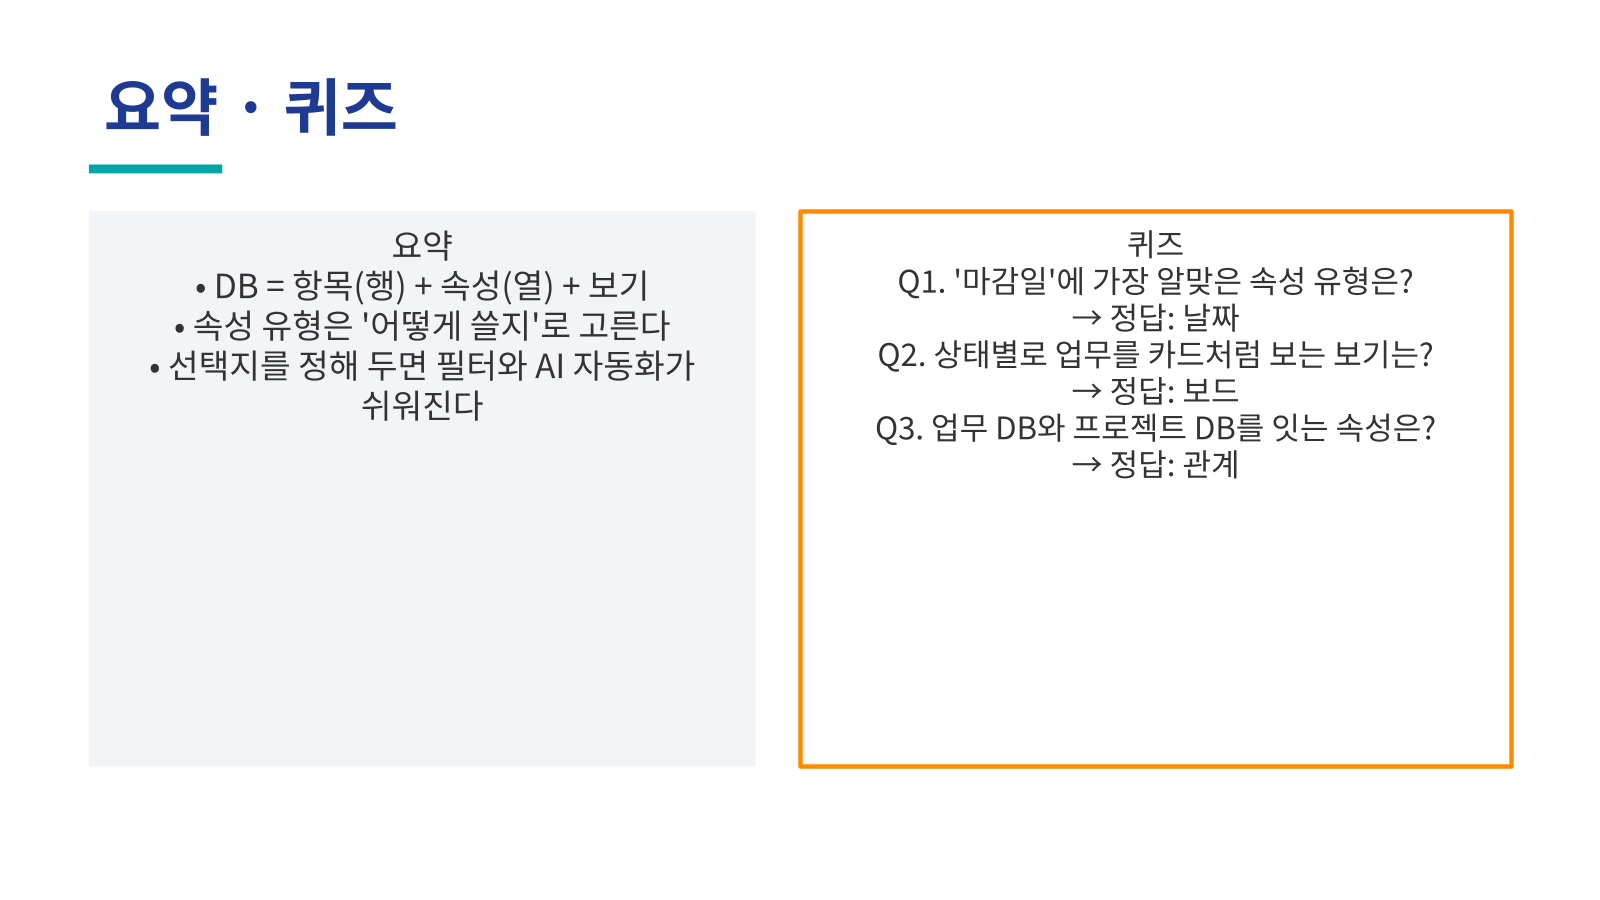 요약 · 퀴즈
요약
• DB = 항목(행) + 속성(열) + 보기
• 속성 유형은 '어떻게 쓸지'로 고른다
• 선택지를 정해 두면 필터와 AI 자동화가
쉬워진다
퀴즈
Q1. '마감일'에 가장 알맞은 속성 유형은?
→ 정답: 날짜
Q2. 상태별로 업무를 카드처럼 보는 보기는?
→ 정답: 보드
Q3. 업무 DB와 프로젝트 DB를 잇는 속성은?
→ 정답: 관계